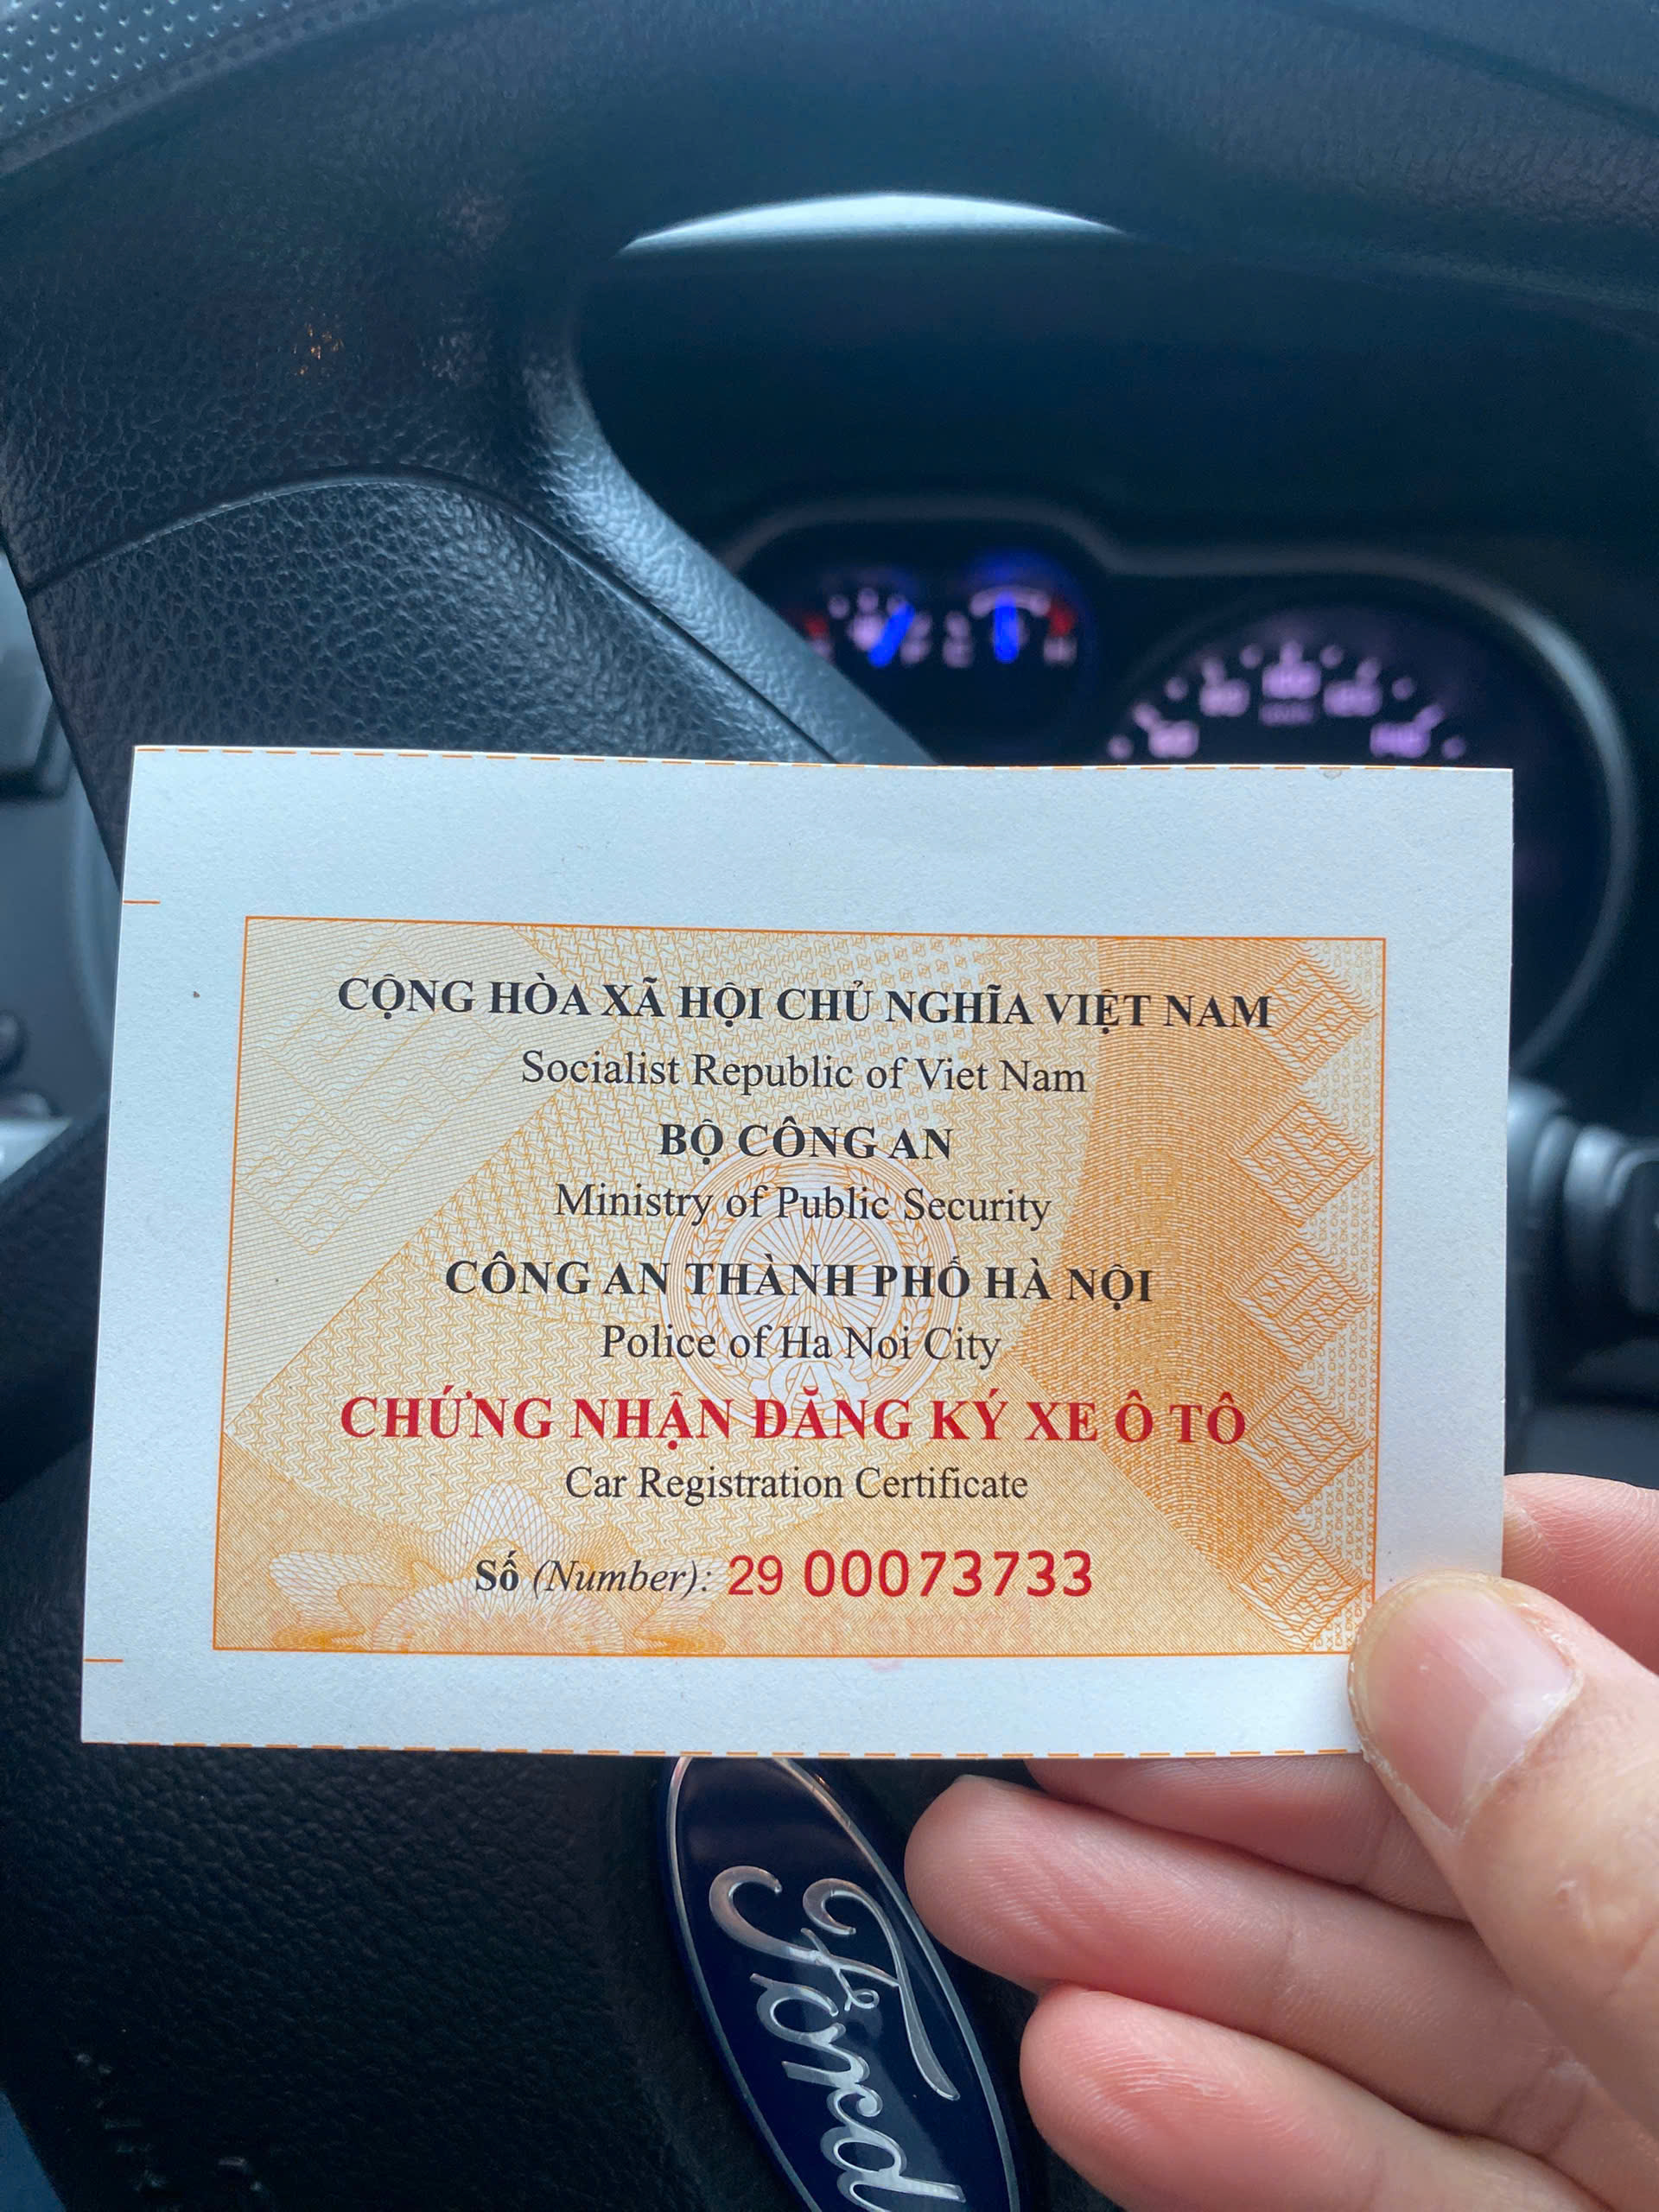 CỘNG HÒA XÃ HỘI CHỦ NGHĨA VIỆT NAM
Socialist Republic of Viet Nam
BỘ CÔNG AN
Ministry of Public Security
CÔNG AN THÀNH PHỐ HÀ NỘI
Police of Ha Noi City
CHỨNG NHẬN ĐĂNG KÝ XE Ô TÔ
Car Registration Certificate
Số (Number): 29 00073733
Ford